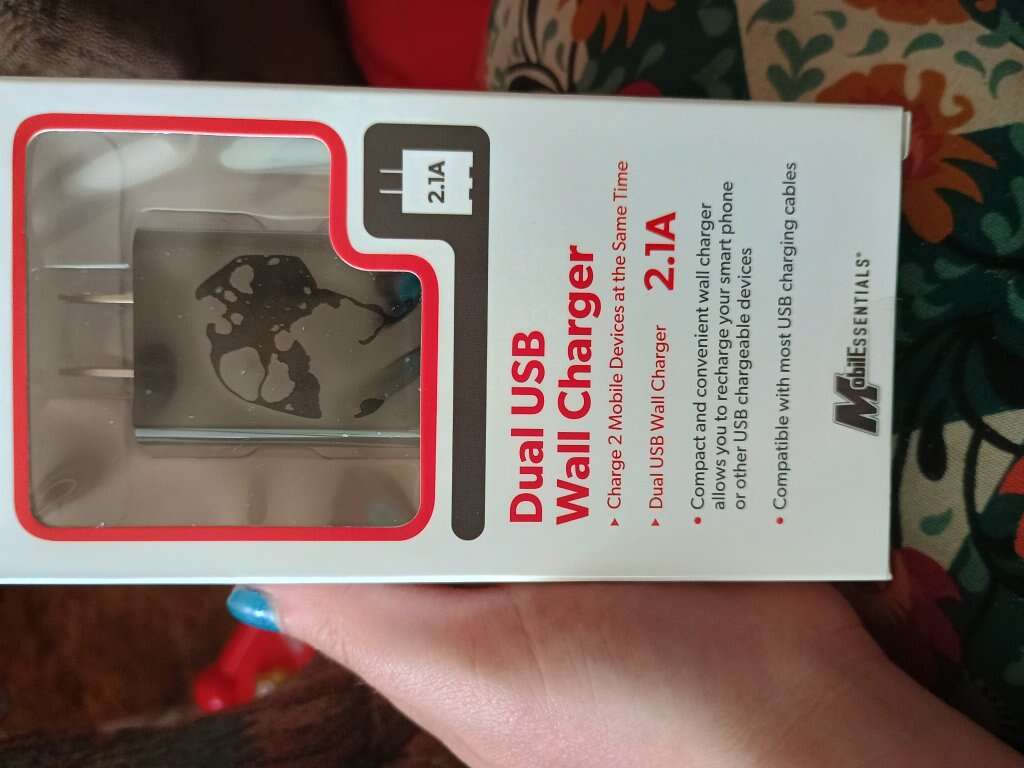 2.1A
Dual USB
Wall Charger
▸ Charge 2 Mobile Devices at the Same Time
▸ Dual USB Wall Charger 2.1A
• Compact and convenient wall charger
allows you to recharge your smart phone
or other USB chargeable devices
• Compatible with most USB charging cables
MobilESSENTIALS®